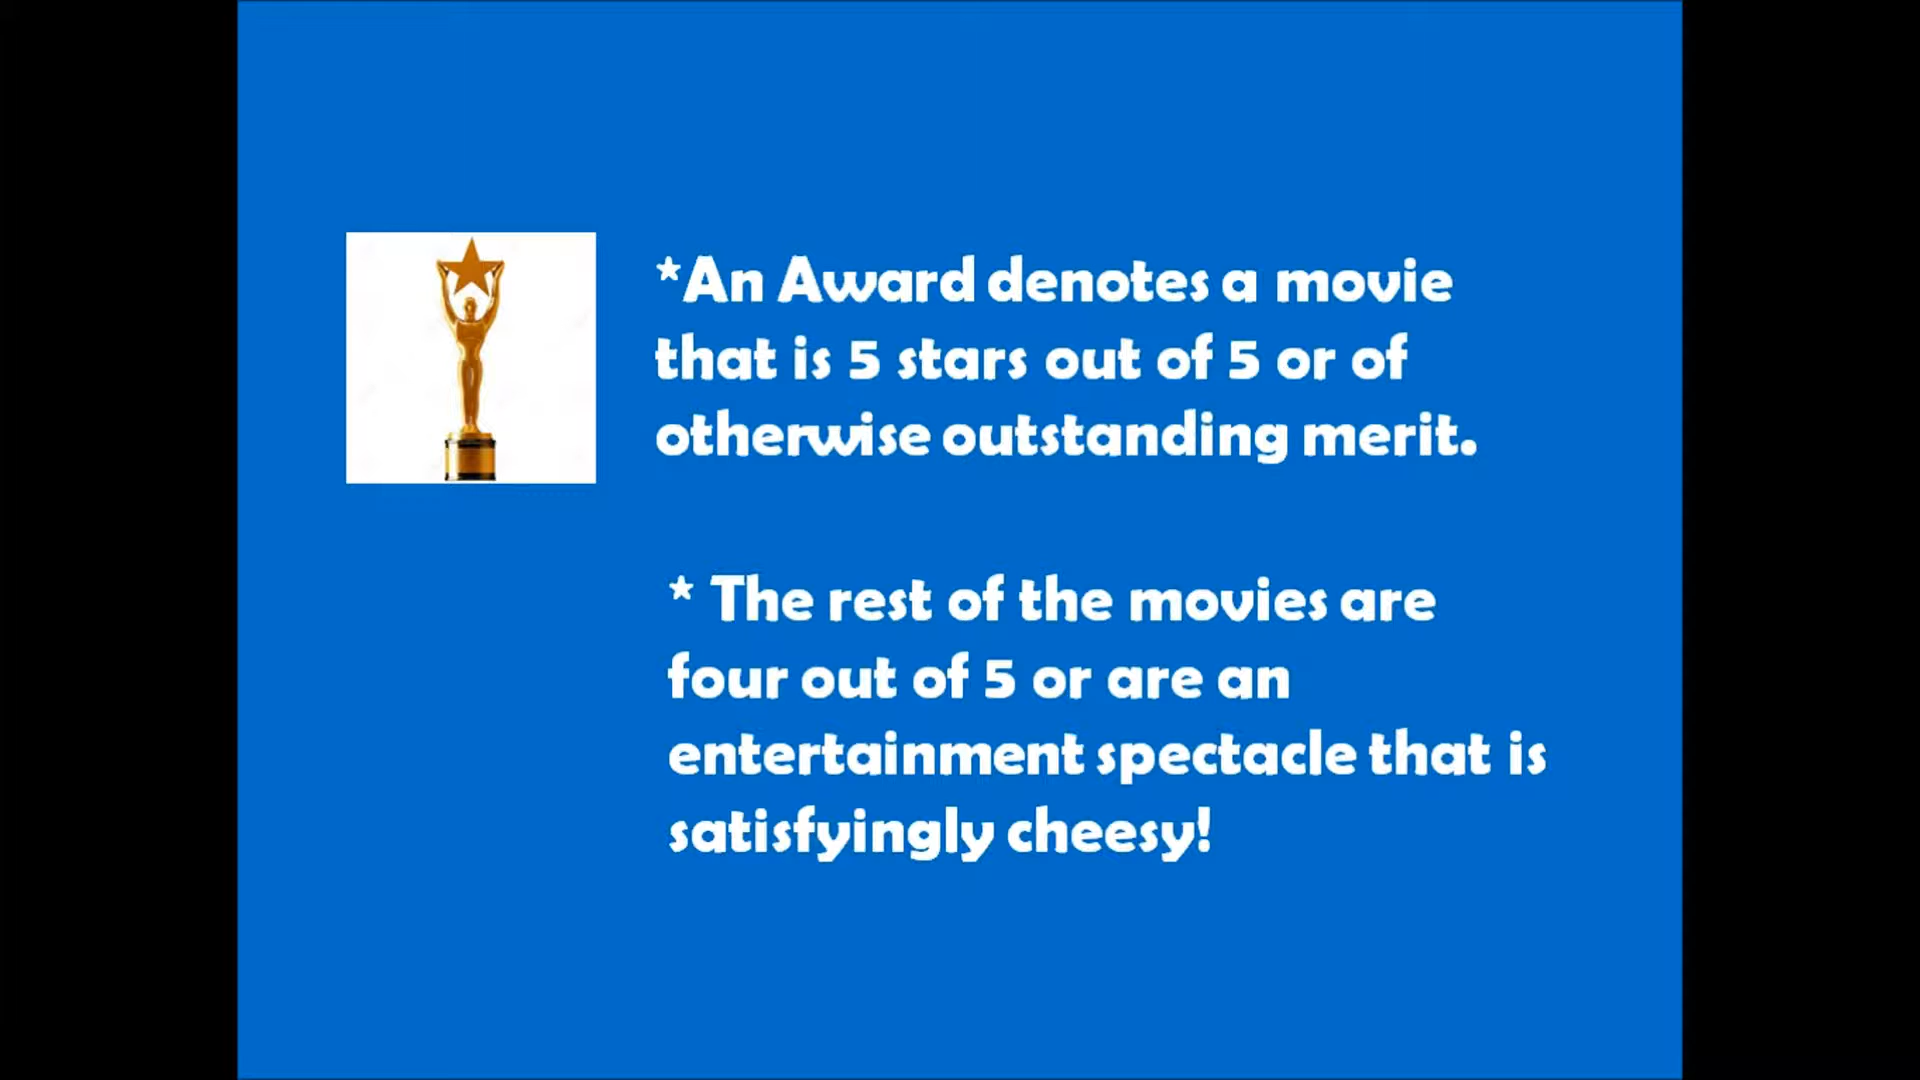 *An Award denotes a movie
that is 5 stars out of 5 or of
otherwise outstanding merit.
* The rest of the movies are
four out of 5 or are an
entertainment spectacle that is
satisfyingly cheesy!